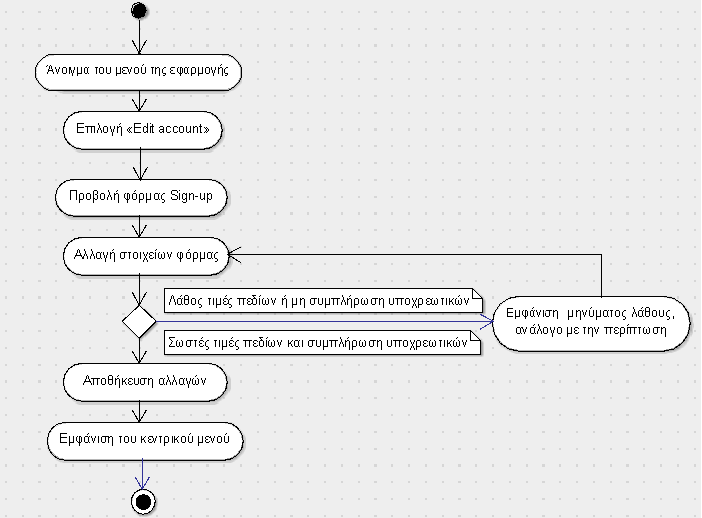 Άνοιγμα του μενού της εφαρμογής
Επιλογή «Edit account»
Προβολή φόρμας Sign-up
Αλλαγή στοιχείων φόρμας
Λάθος τιμές πεδίων ή μη συμπλήρωση υποχρεωτικών
Εμφάνιση μηνύματος λάθους,
ανάλογο με την περίπτωση
Σωστές τιμές πεδίων και συμπλήρωση υποχρεωτικών
Αποθήκευση αλλαγών
Εμφάνιση του κεντρικού μενού